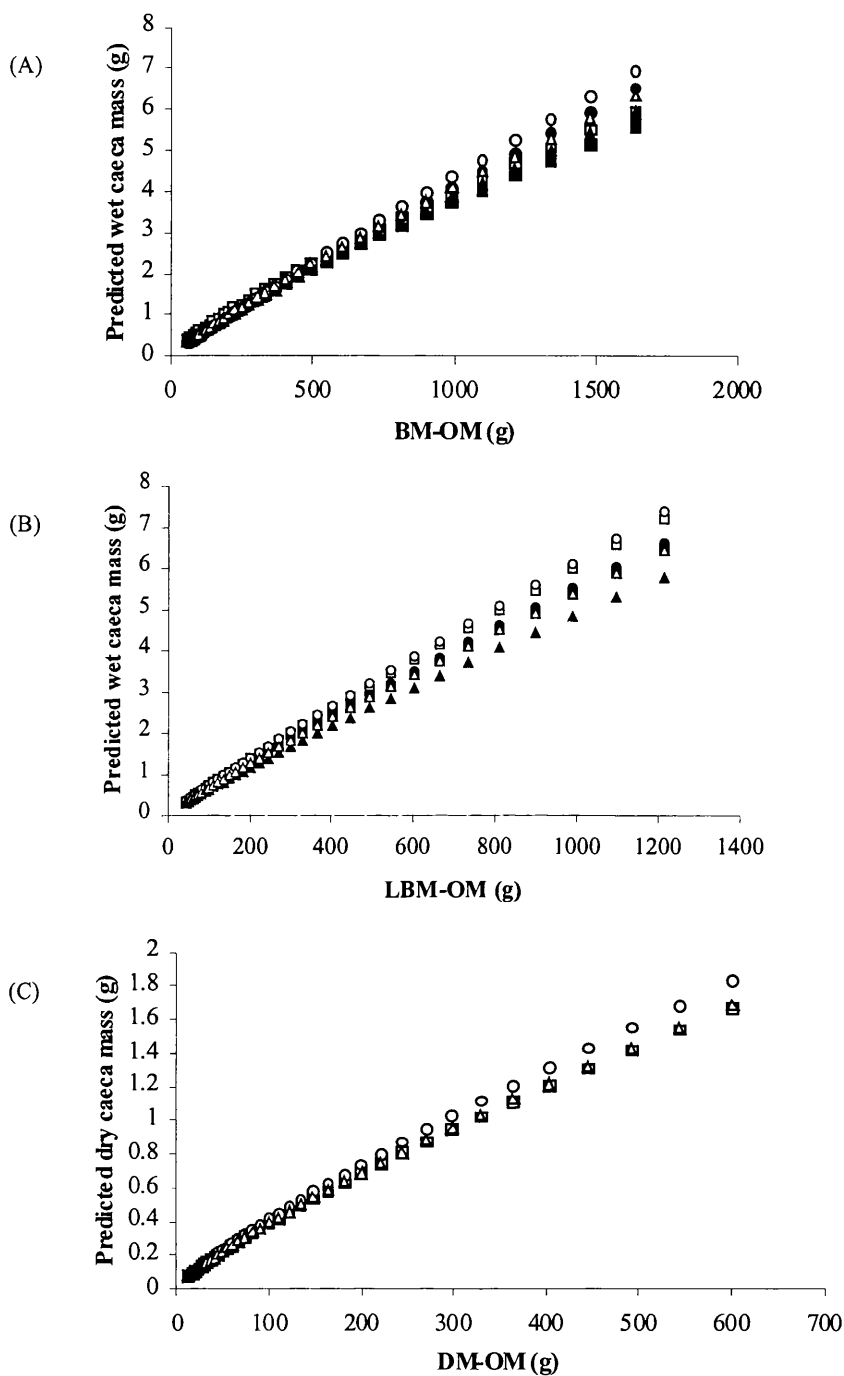 (A)
Predicted wet caeca mass (g)
8
7
6
5
4
3
2
1
0
0 500 1000 1500 2000
BM-OM (g)
(B)
Predicted wet caeca mass (g)
8
7
6
5
4
3
2
1
0
0 200 400 600 800 1000 1200 1400
LBM-OM (g)
(C)
Predicted dry caeca mass (g)
2
1.8
1.6
1.4
1.2
1
0.8
0.6
0.4
0.2
0
0 100 200 300 400 500 600 700
DM-OM (g)